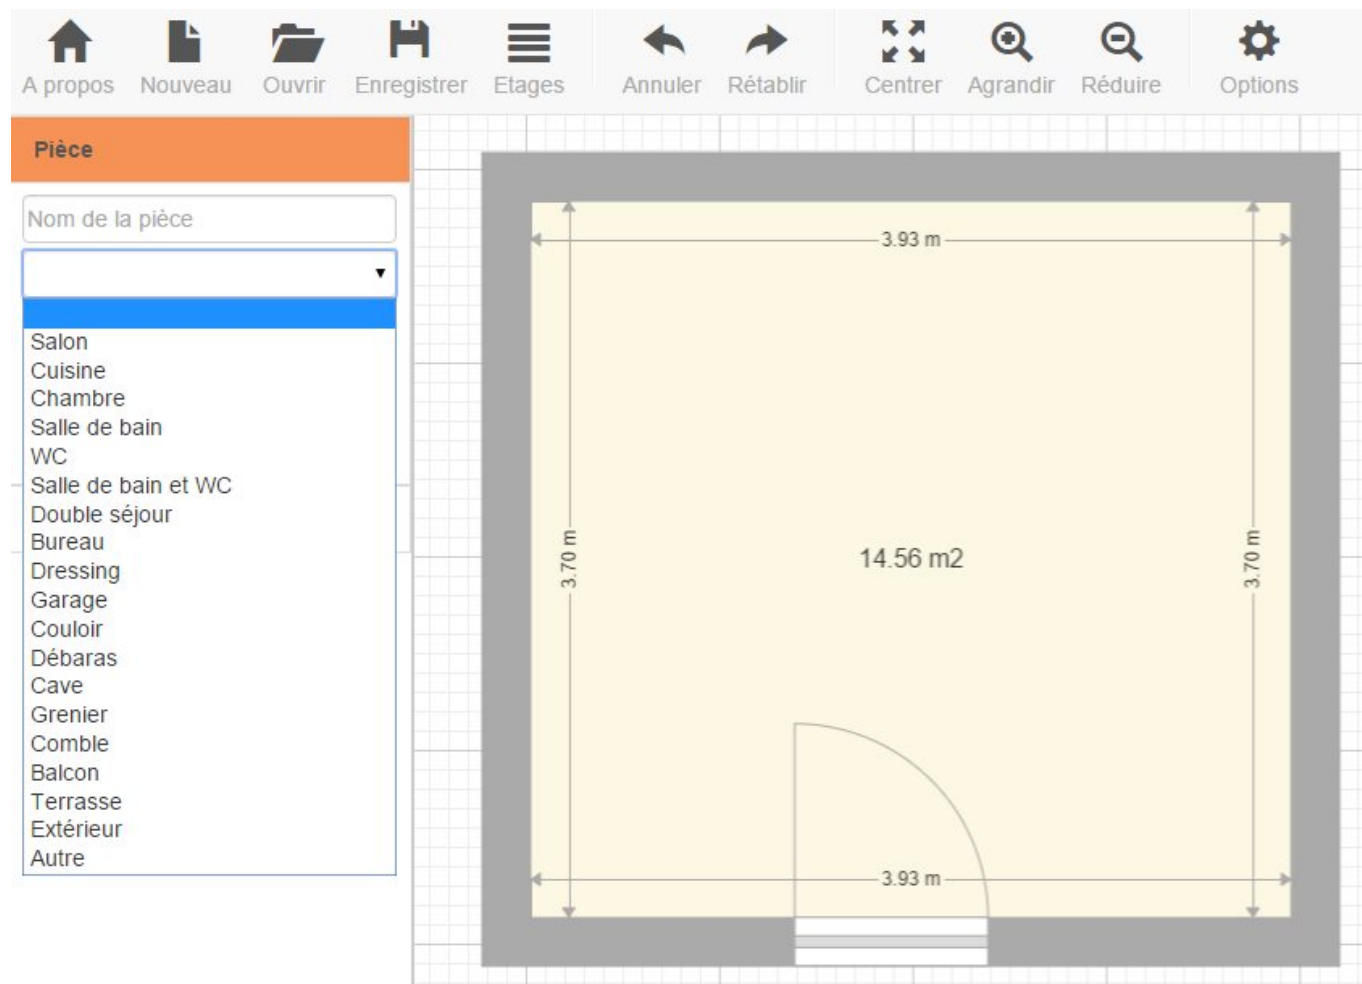 A propos Nouveau Ouvrir Enregistrer Etages Annuler Rétablir Centrer Agrandir Réduire Options
Pièce
Nom de la pièce
Salon
Cuisine
Chambre
Salle de bain
WC
Salle de bain et WC
Double séjour
Bureau
Dressing
Garage
Couloir
Débaras
Cave
Grenier
Comble
Balcon
Terrasse
Extérieur
Autre
3.93 m
3.70 m
14.56 m2
3.70 m
3.93 m